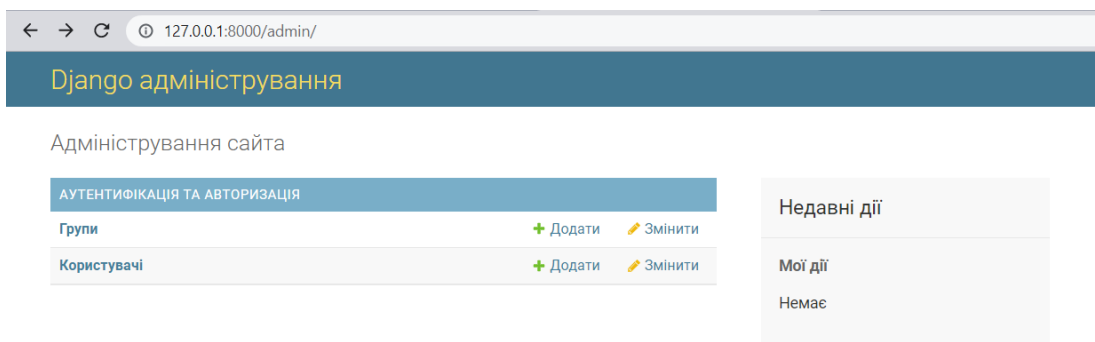 127.0.0.1:8000/admin/
Django адміністрування
Адміністрування сайта
АУТЕНТИФІКАЦІЯ ТА АВТОРИЗАЦІЯ
Групи Додати Змінити
Користувачі Додати Змінити
Недавні дії
Мої дії
Немає